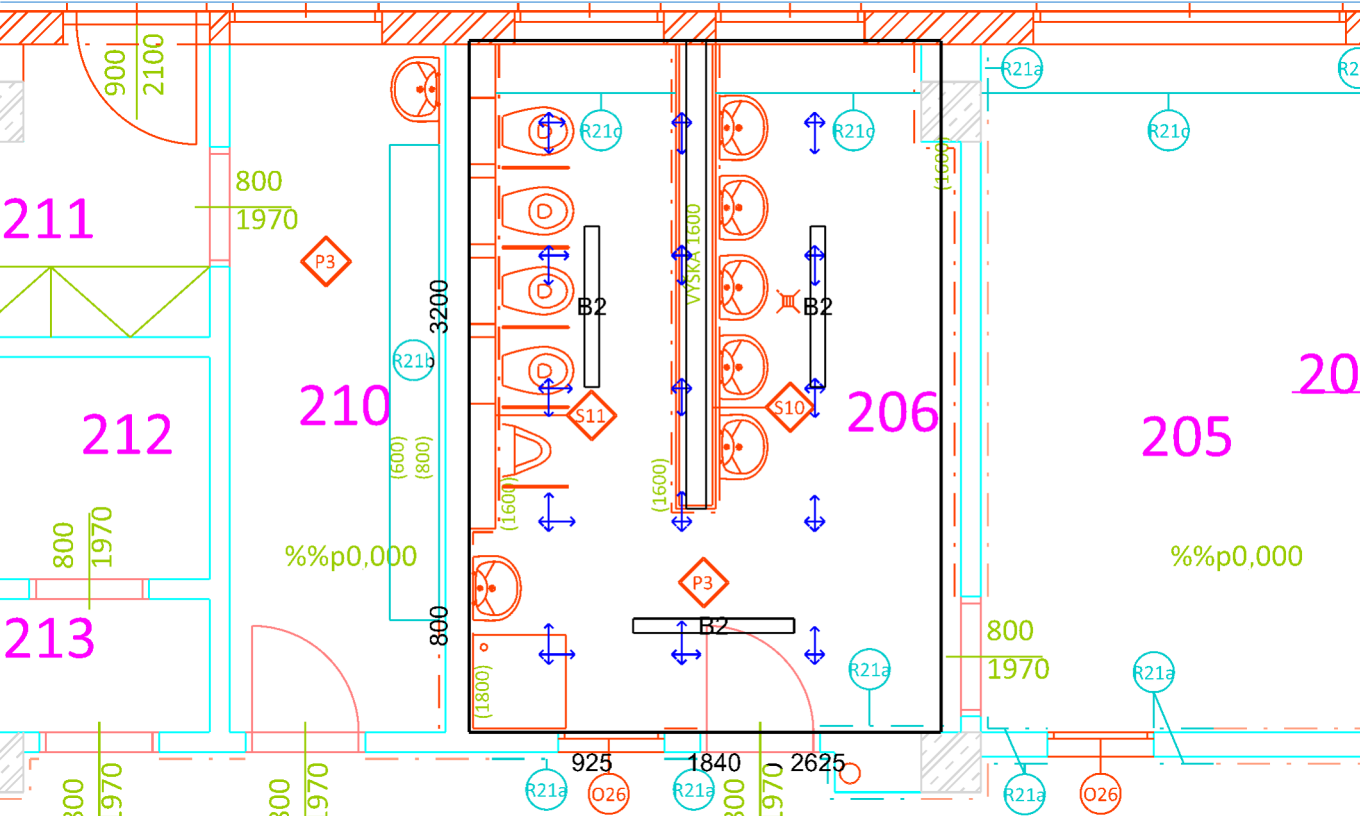 900
2100
R21a
R2
R21c
R21c
R21c
(1600)
800
1970
211
P3
VÝŠKA 1600
3200
B2
B2
R21b
210
S11
S10
206
20
205
212
(600)
(800)
(1600)
(1600)
800
1970
%%p0,000
%%p0,000
P3
213
800
B2
800
1970
R21a
R21a
(1800)
925
1840
2625
R21a
O26
R21a
R21a
O26
800
1970
800
1970
800
1970